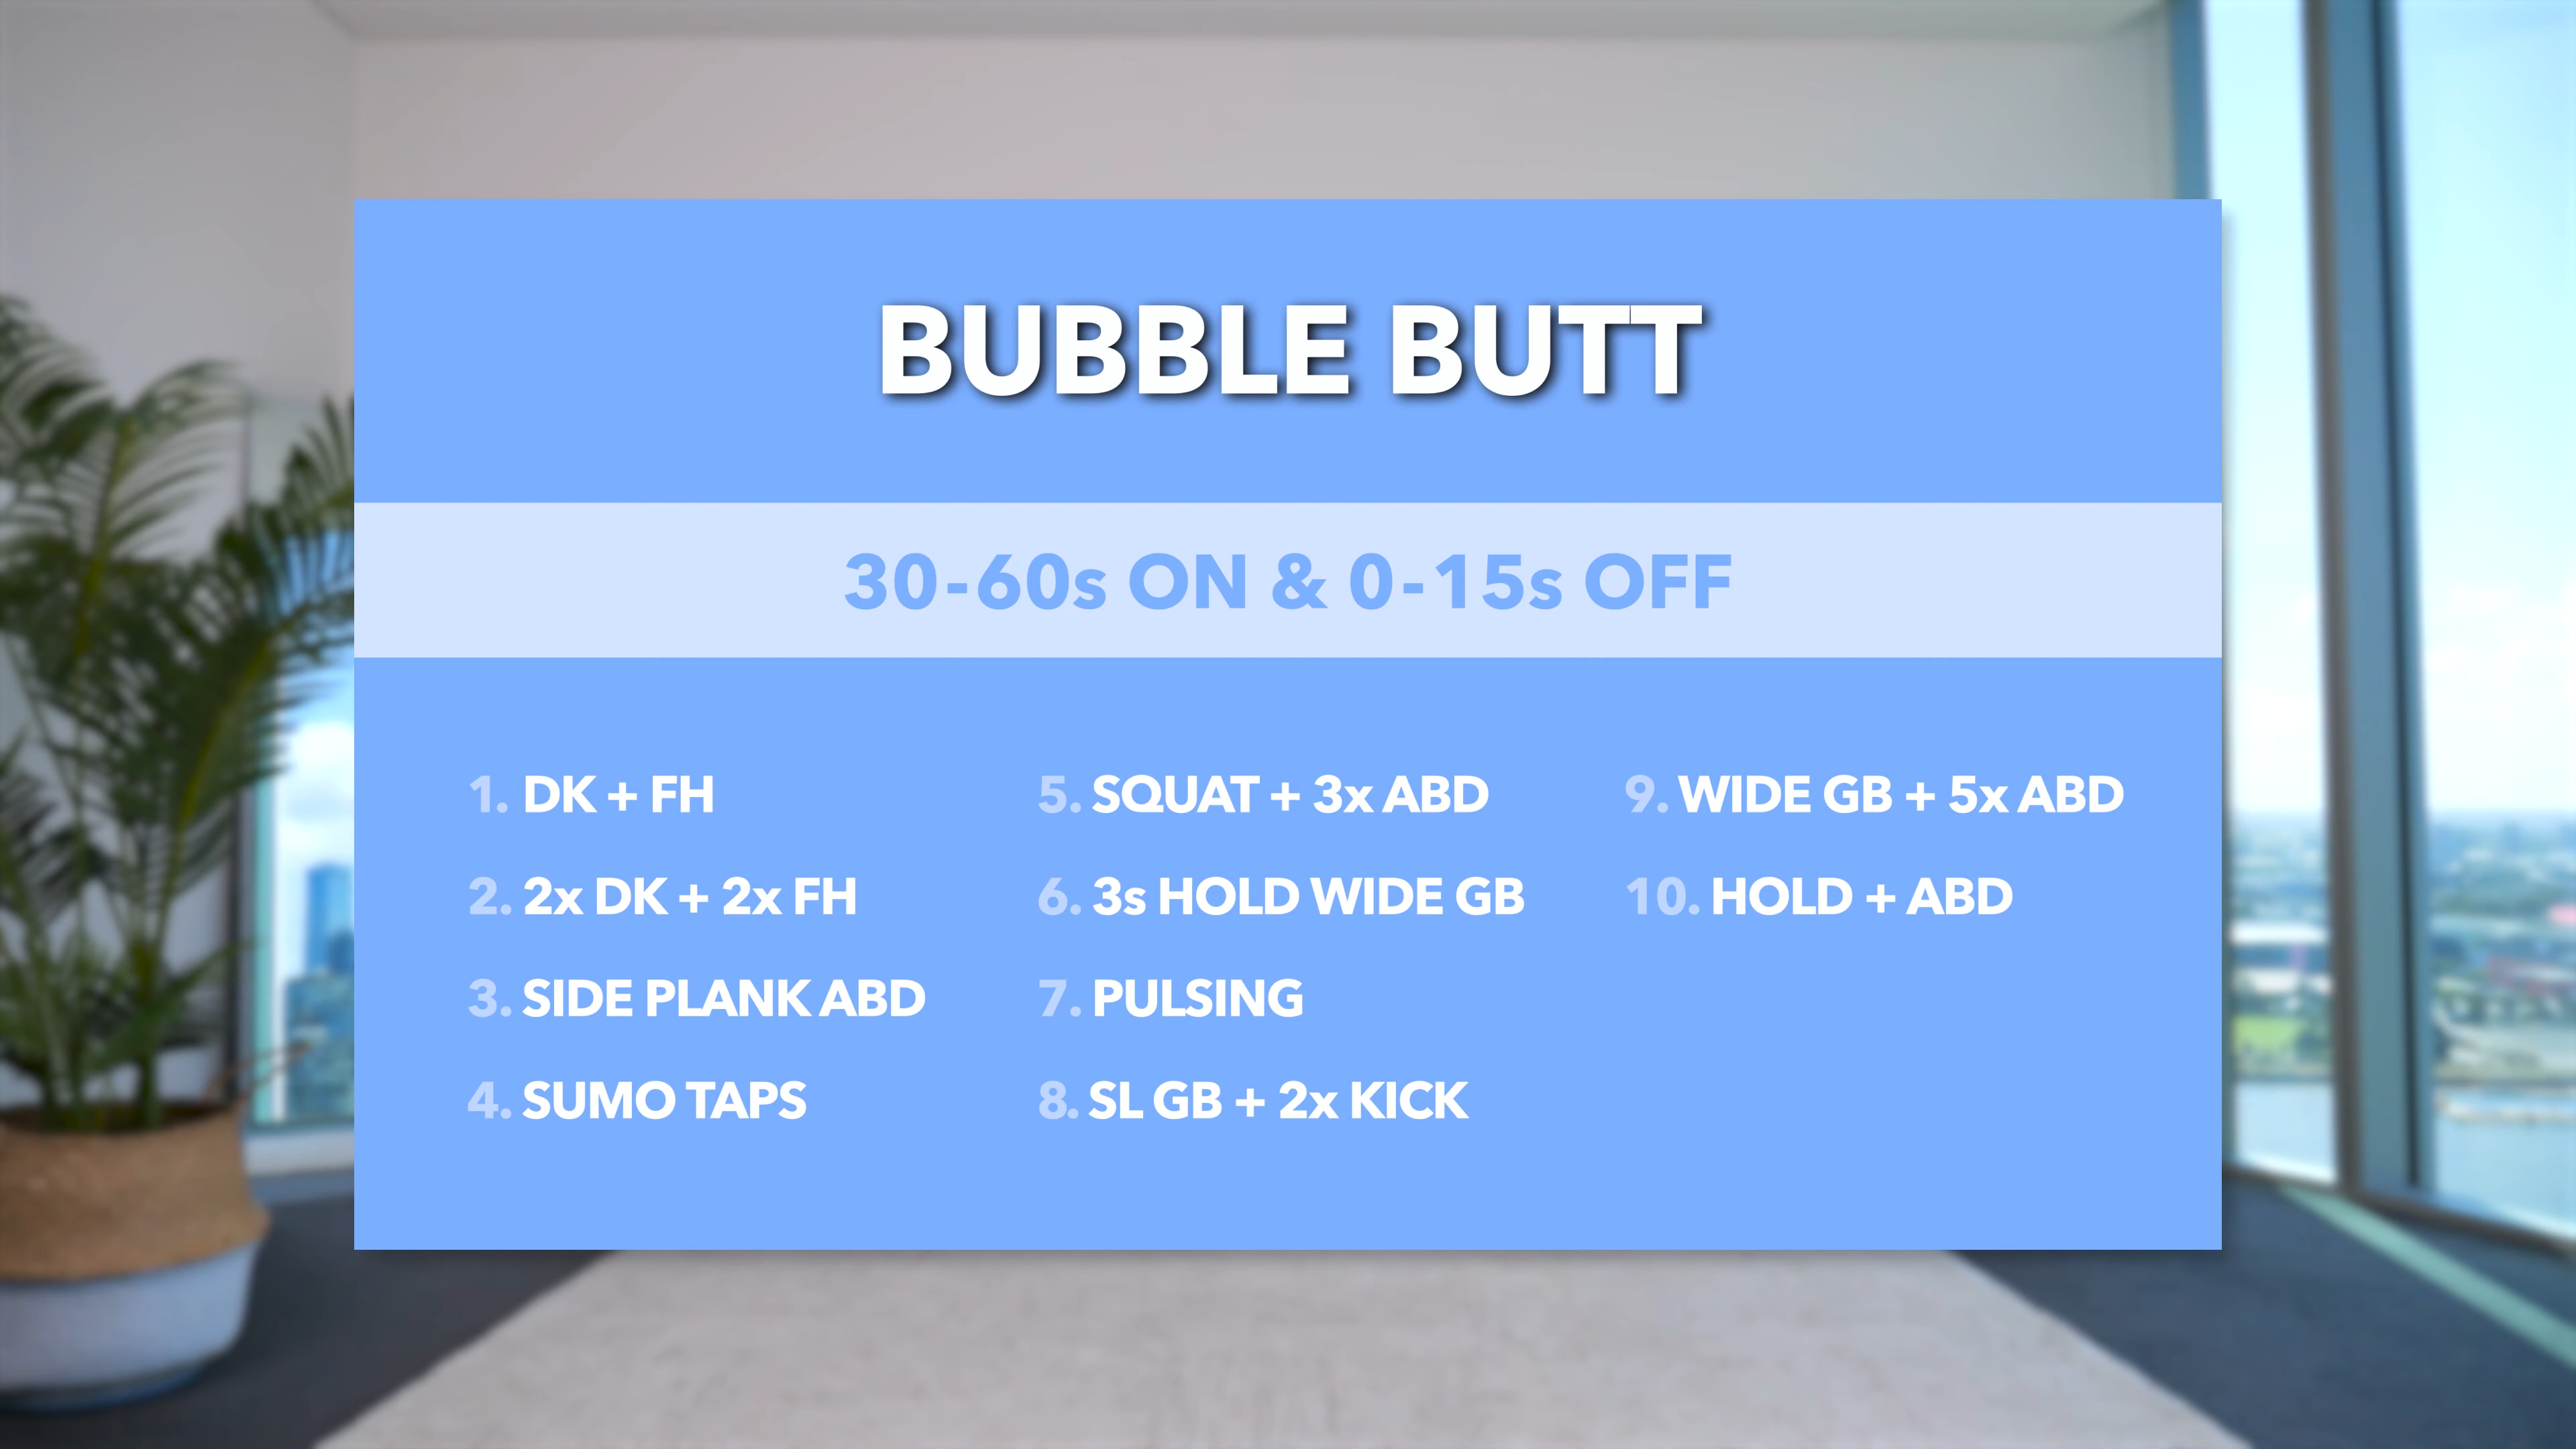 BUBBLE BUTT
30-60s ON & 0-15s OFF
1. DK + FH
2. 2x DK + 2x FH
3. SIDE PLANK ABD
4. SUMO TAPS
5. SQUAT + 3x ABD
6. 3s HOLD WIDE GB
7. PULSING
8. SL GB + 2x KICK
9. WIDE GB + 5x ABD
10. HOLD + ABD